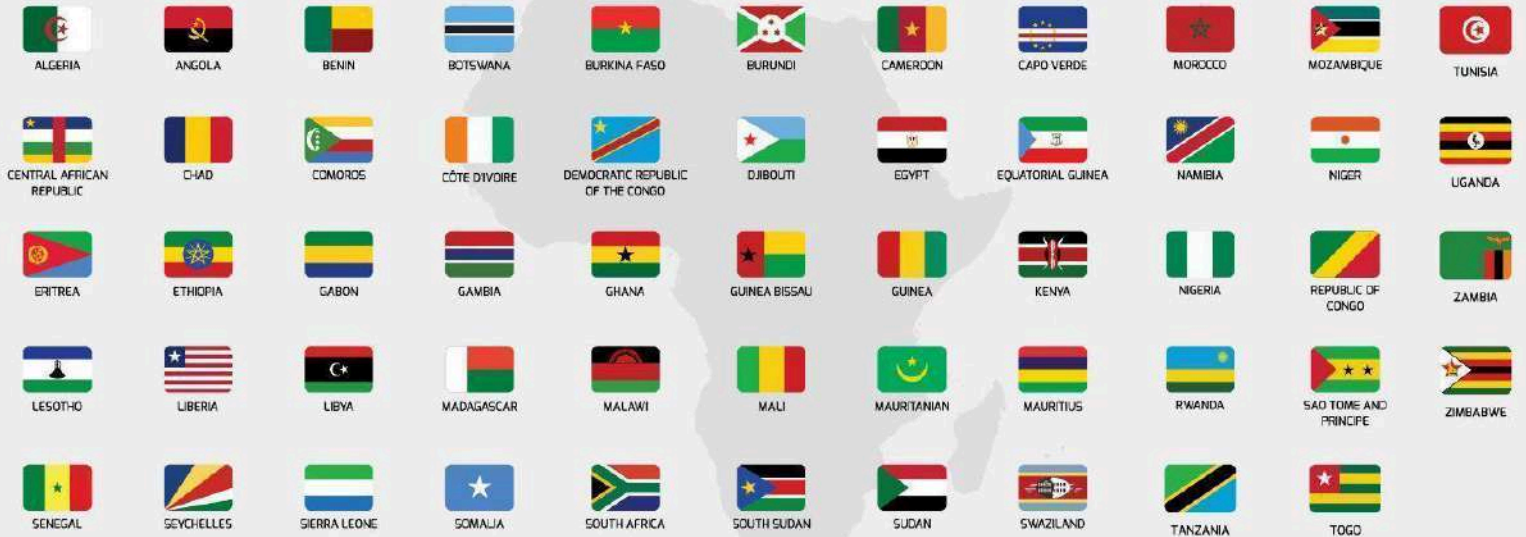 ALGERIA
ANGOLA
BENIN
BOTSWANA
BURKINA FASO
BURUNDI
CAMEROON
CAPO VERDE
MOROCCO
MOZAMBIQUE
TUNISIA
CENTRAL AFRICAN
REPUBLIC
CHAD
COMOROS
CÔTE D'IVOIRE
DEMOCRATIC REPUBLIC
OF THE CONGO
DJIBOUTI
EGYPT
EQUATORIAL GUINEA
NAMIBIA
NIGER
UGANDA
ERITREA
ETHIOPIA
GABON
GAMBIA
GHANA
GUINEA BISSAU
GUINEA
KENYA
NIGERIA
REPUBLIC OF
CONGO
ZAMBIA
LESOTHO
LIBERIA
LIBYA
MADAGASCAR
MALAWI
MALI
MAURITANIAN
MAURITIUS
RWANDA
SAO TOME AND
PRINCIPE
ZIMBABWE
SENEGAL
SEYCHELLES
SIERRA LEONE
SOMALIA
SOUTH AFRICA
SOUTH SUDAN
SUDAN
SWAZILAND
TANZANIA
TOGO